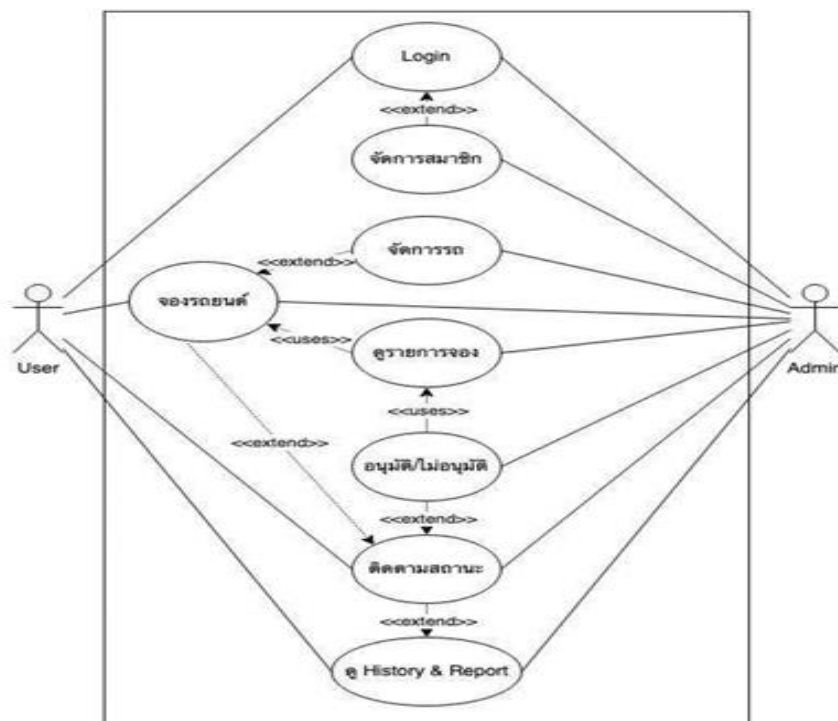 Login
<<extend>>
จัดการสมาชิก
จัดการรถ
<<extend>>
จองรถยนต์
<<uses>>
ดูรายการจอง
User
Admin
<<uses>>
<<extend>>
อนุมัติ/ไม่อนุมัติ
<<extend>>
ติดตามสถานะ
<<extend>>
ดู History & Report